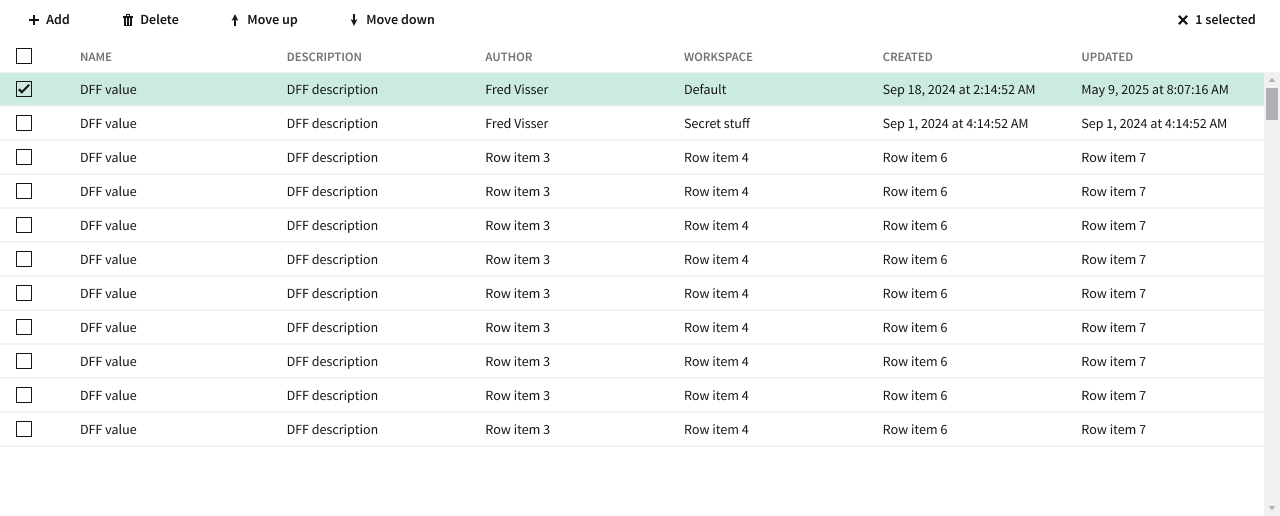 Add Delete Move up Move down 1 selected
NAME DESCRIPTION AUTHOR WORKSPACE CREATED UPDATED
DFF value DFF description Fred Visser Default Sep 18, 2024 at 2:14:52 AM May 9, 2025 at 8:07:16 AM
DFF value DFF description Fred Visser Secret stuff Sep 1, 2024 at 4:14:52 AM Sep 1, 2024 at 4:14:52 AM
DFF value DFF description Row item 3 Row item 4 Row item 6 Row item 7
DFF value DFF description Row item 3 Row item 4 Row item 6 Row item 7
DFF value DFF description Row item 3 Row item 4 Row item 6 Row item 7
DFF value DFF description Row item 3 Row item 4 Row item 6 Row item 7
DFF value DFF description Row item 3 Row item 4 Row item 6 Row item 7
DFF value DFF description Row item 3 Row item 4 Row item 6 Row item 7
DFF value DFF description Row item 3 Row item 4 Row item 6 Row item 7
DFF value DFF description Row item 3 Row item 4 Row item 6 Row item 7
DFF value DFF description Row item 3 Row item 4 Row item 6 Row item 7